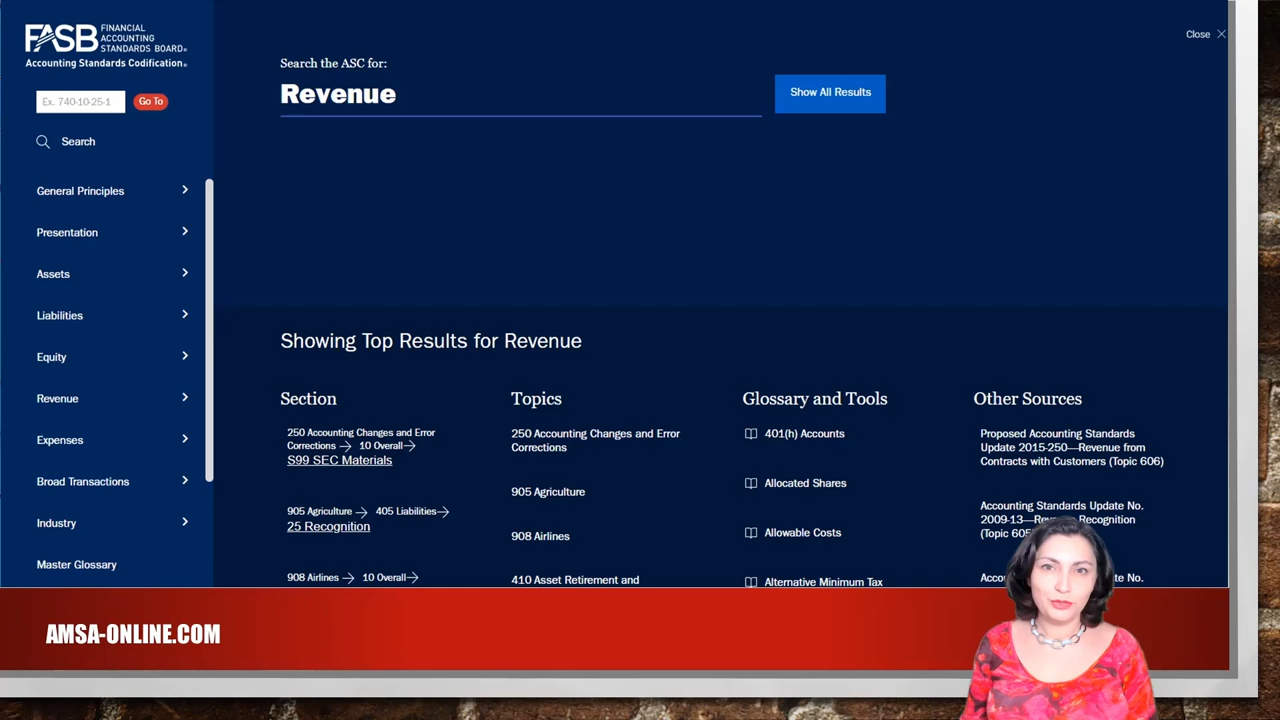 FASB FINANCIAL
ACCOUNTING
STANDARDS BOARD®
Accounting Standards Codification®
Ex. 740-10-25-1
Go To
Search
General Principles
Presentation
Assets
Liabilities
Equity
Revenue
Expenses
Broad Transactions
Industry
Master Glossary
Close
Search the ASC for:
Revenue
Show All Results
Showing Top Results for Revenue
Section
250 Accounting Changes and Error
Corrections → 10 Overall→
S99 SEC Materials
905 Agriculture → 405 Liabilities→
25 Recognition
908 Airlines → 10 Overall→
Topics
250 Accounting Changes and Error
Corrections
905 Agriculture
908 Airlines
410 Asset Retirement and
Glossary and Tools
401(h) Accounts
Allocated Shares
Allowable Costs
Alternative Minimum Tax
Other Sources
Proposed Accounting Standards
Update 2015-250—Revenue from
Contracts with Customers (Topic 606)
Accounting Standards Update No.
2009-13— Recognition
(Topic 605
No.
AMSA-ONLINE.COM